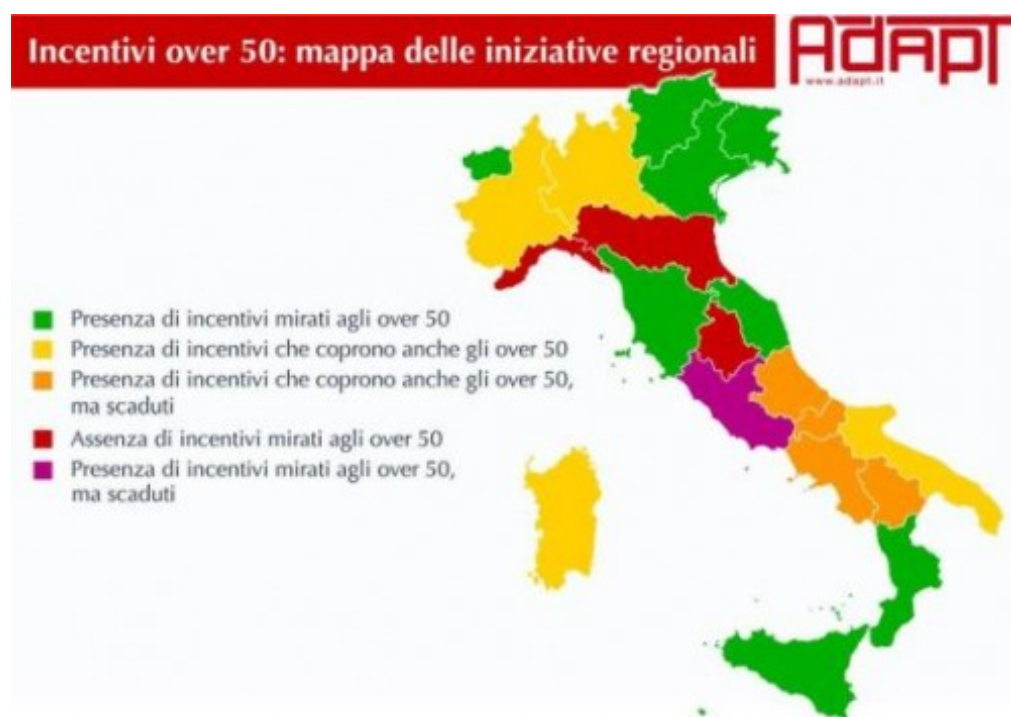 Incentivi over 50: mappa delle iniziative regionali
ADAPT
www.adapt.it
Presenza di incentivi mirati agli over 50
Presenza di incentivi che coprono anche gli over 50
Presenza di incentivi che coprono anche gli over 50,
ma scaduti
Assenza di incentivi mirati agli over 50
Presenza di incentivi mirati agli over 50,
ma scaduti